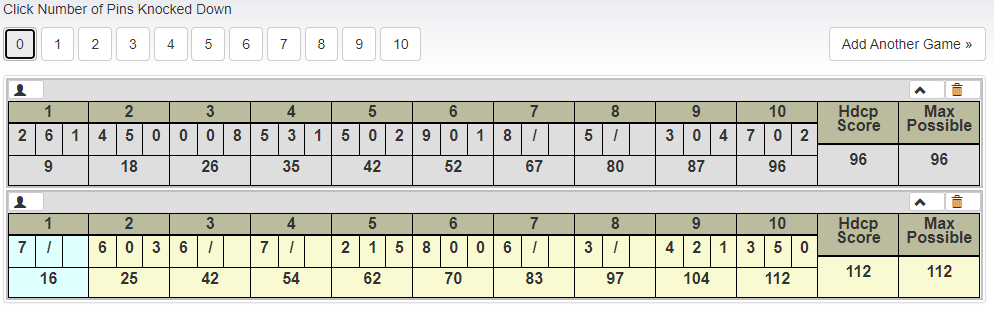 Click Number of Pins Knocked Down
0 1 2 3 4 5 6 7 8 9 10 Add Another Game »
1 2 3 4 5 6 7 8 9 10 Hdcp Score Max Possible
2 6 1 4 5 0 0 0 8 5 3 1 5 0 2 9 0 1 8 / 5 / 3 0 4 7 0 2
9 18 26 35 42 52 67 80 87 96 96 96
1 2 3 4 5 6 7 8 9 10 Hdcp Score Max Possible
7 / 6 0 3 6 / 7 / 2 1 5 8 0 0 6 / 3 / 4 2 1 3 5 0
16 25 42 54 62 70 83 97 104 112 112 112